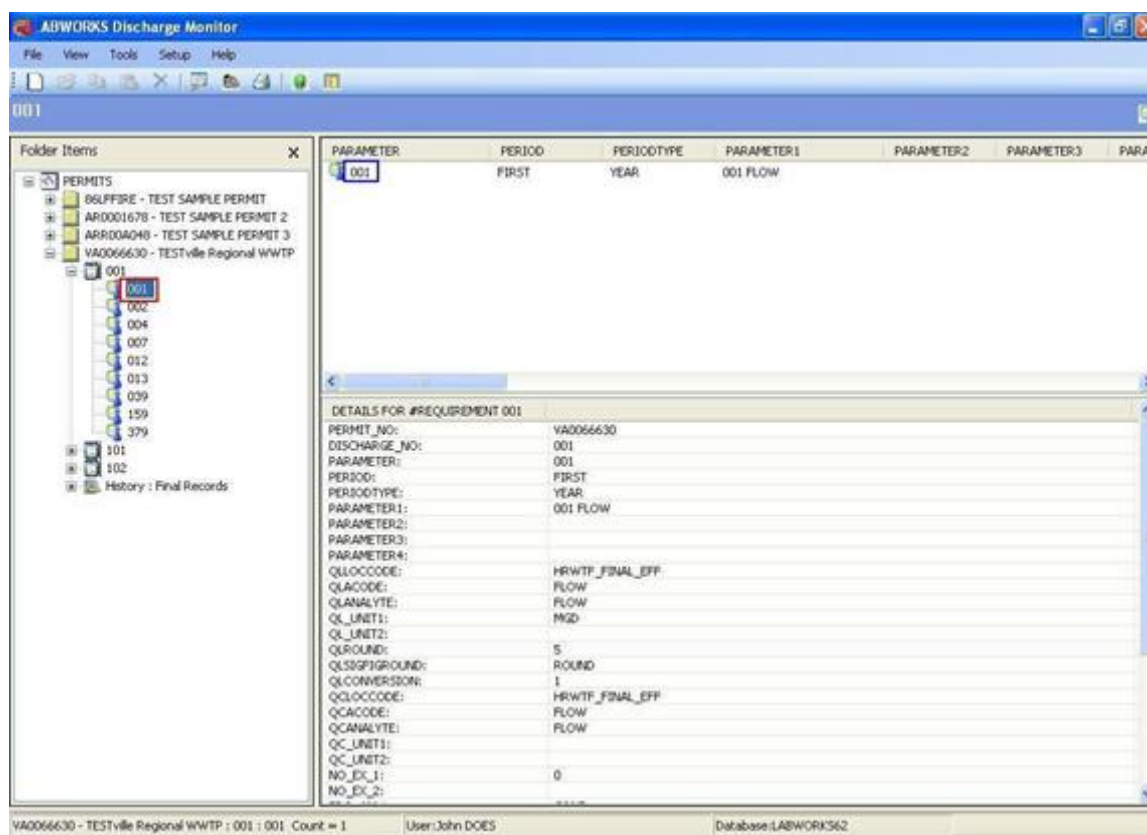 ABWORKS Discharge Monitor
File View Tools Setup Help
001
Folder Items X
PERMITS
86LFFIRE - TEST SAMPLE PERMIT
AR0001678 - TEST SAMPLE PERMIT 2
ARR00A048 - TEST SAMPLE PERMIT 3
VA0066630 - TESTville Regional WWTP
001
001
002
004
007
012
013
039
159
379
101
102
History : Final Records
PARAMETER PERIOD PERIODTYPE PARAMETER1 PARAMETER2 PARAMETER3 PARA
001 FIRST YEAR 001 FLOW
DETAILS FOR #REQUIREMENT 001
PERMIT_NO: VA0066630
DISCHARGE_NO: 001
PARAMETER: 001
PERIOD: FIRST
PERIODTYPE: YEAR
PARAMETER1: 001 FLOW
PARAMETER2:
PARAMETER3:
PARAMETER4:
QLLOCCODE: HRWTF_FINAL_EFF
QLACODE: FLOW
QLANALYTE: FLOW
QL_UNIT1: MGD
QL_UNIT2:
QLROUND: 5
QLSIGFIGROUND: ROUND
QLCONVERSION: 1
QCLOCCODE: HRWTF_FINAL_EFF
QCACODE: FLOW
QCANALYTE: FLOW
QC_UNIT1:
QC_UNIT2:
NO_EX_1: 0
NO_EX_2:
VA0066630 - TESTville Regional WWTP : 001 : 001 Count = 1 User:John DOES Database:LABWORKS62